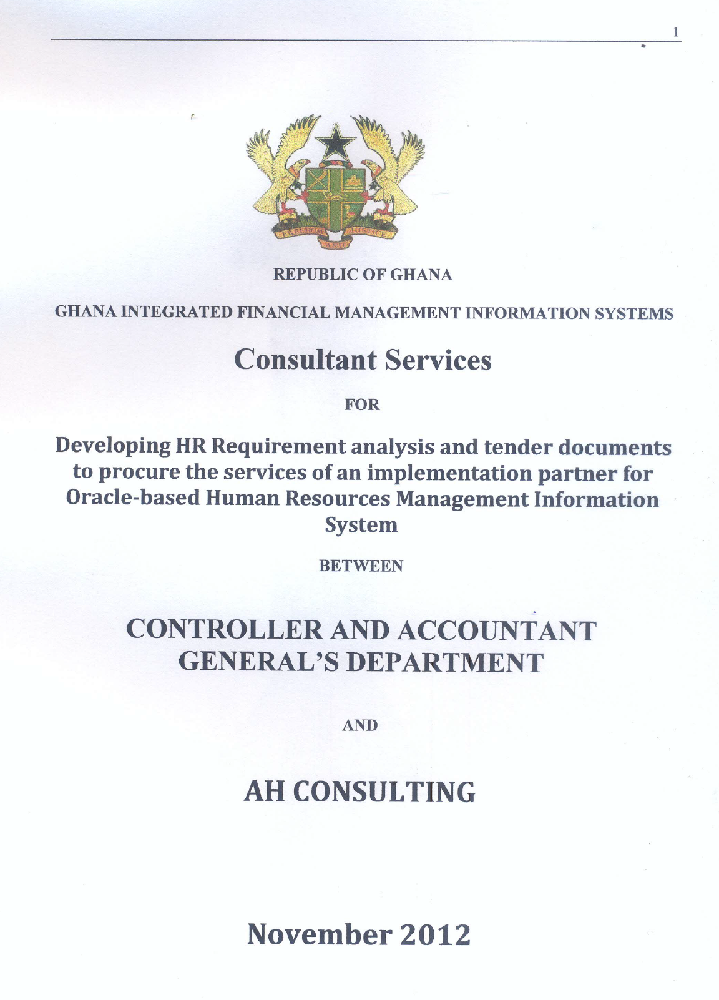 1
FREEDOM JUSTICE
AND
REPUBLIC OF GHANA
GHANA INTEGRATED FINANCIAL MANAGEMENT INFORMATION SYSTEMS
Consultant Services
FOR
Developing HR Requirement analysis and tender documents
to procure the services of an implementation partner for
Oracle-based Human Resources Management Information
System
BETWEEN
CONTROLLER AND ACCOUNTANT
GENERAL’S DEPARTMENT
AND
AH CONSULTING
November 2012